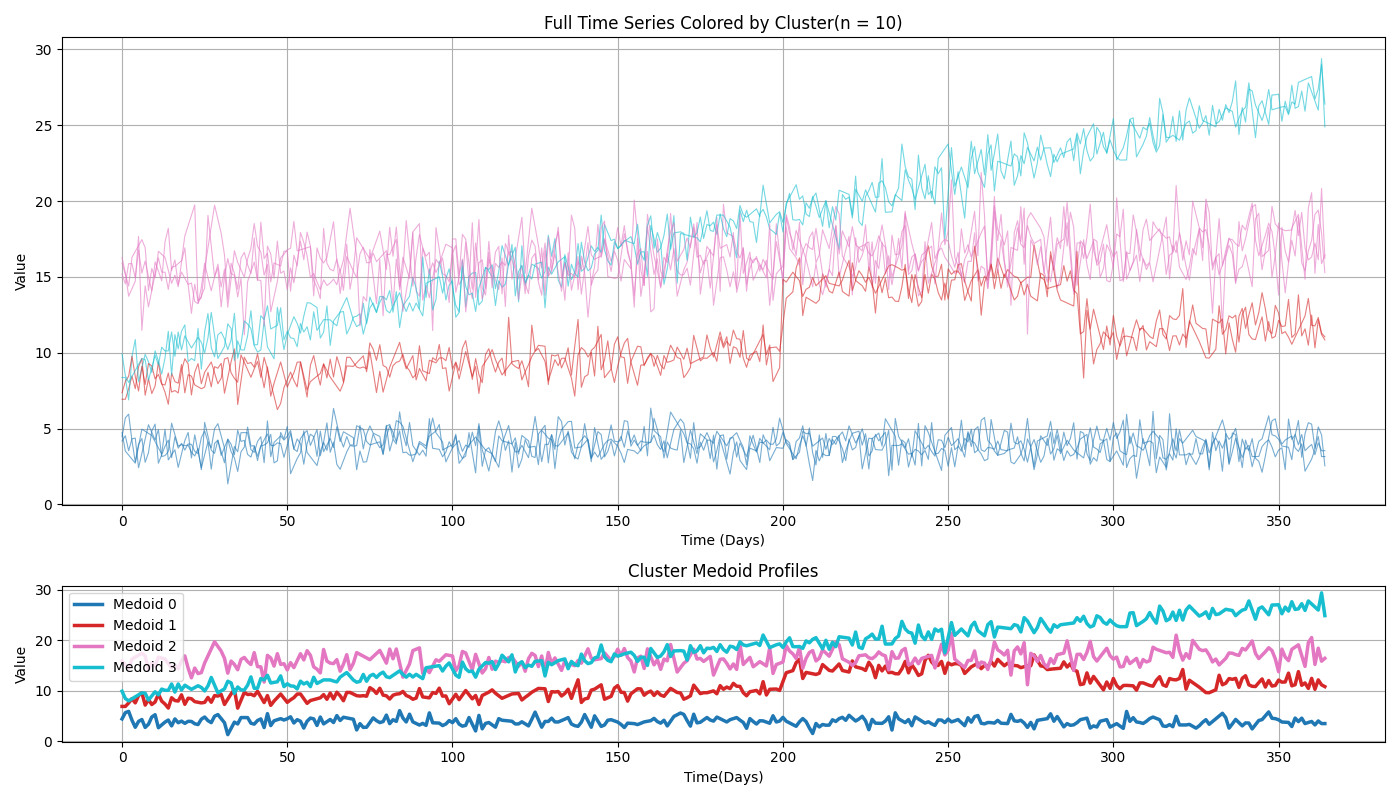 Full Time Series Colored by Cluster(n = 10)
30
25
20
15
10
5
0
Value
0 50 100 150 200 250 300 350
Time (Days)
Cluster Medoid Profiles
30
20
10
0
Value
Medoid 0
Medoid 1
Medoid 2
Medoid 3
0 50 100 150 200 250 300 350
Time(Days)